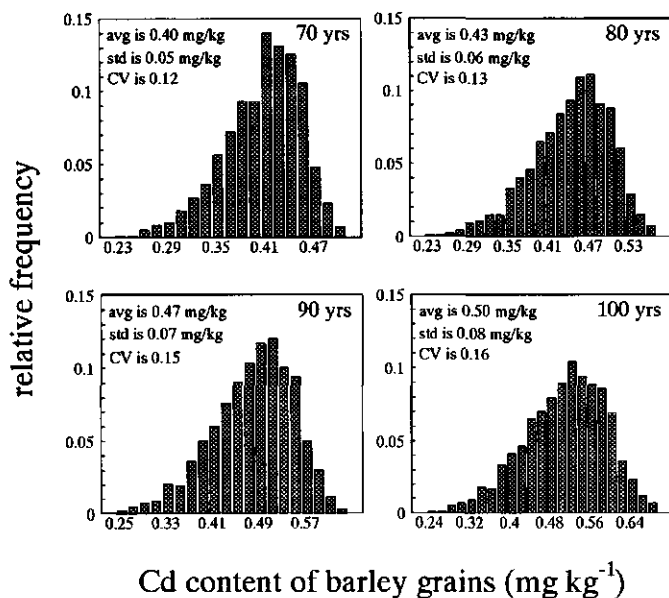 relative frequency
0.15
0.1
0.05
0
avg is 0.40 mg/kg
std is 0.05 mg/kg
CV is 0.12
70 yrs
0.23 0.29 0.35 0.41 0.47
0.15
0.1
0.05
0
avg is 0.43 mg/kg
std is 0.06 mg/kg
CV is 0.13
80 yrs
0.23 0.29 0.35 0.41 0.47 0.53
0.15
0.1
0.05
0
avg is 0.47 mg/kg
std is 0.07 mg/kg
CV is 0.15
90 yrs
0.25 0.33 0.41 0.49 0.57
0.15
0.1
0.05
0
avg is 0.50 mg/kg
std is 0.08 mg/kg
CV is 0.16
100 yrs
0.24 0.32 0.4 0.48 0.56 0.64
Cd content of barley grains (mg kg⁻¹)